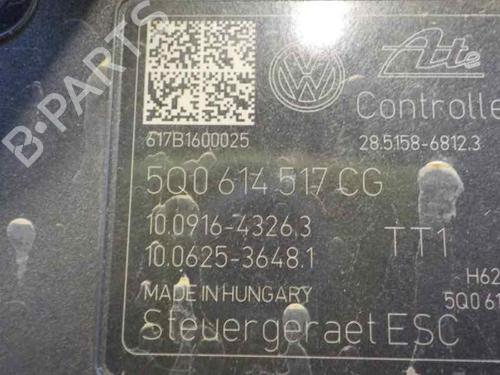 Ate
Controlle
617B1600025
28.5158-6812.3
5Q0 614 517 CG
10.0916-4326.3
TT1
10.0625-3648.1
H62
MADE IN HUNGARY
5Q0 61
Steuergeraet ESC
B-PARTS